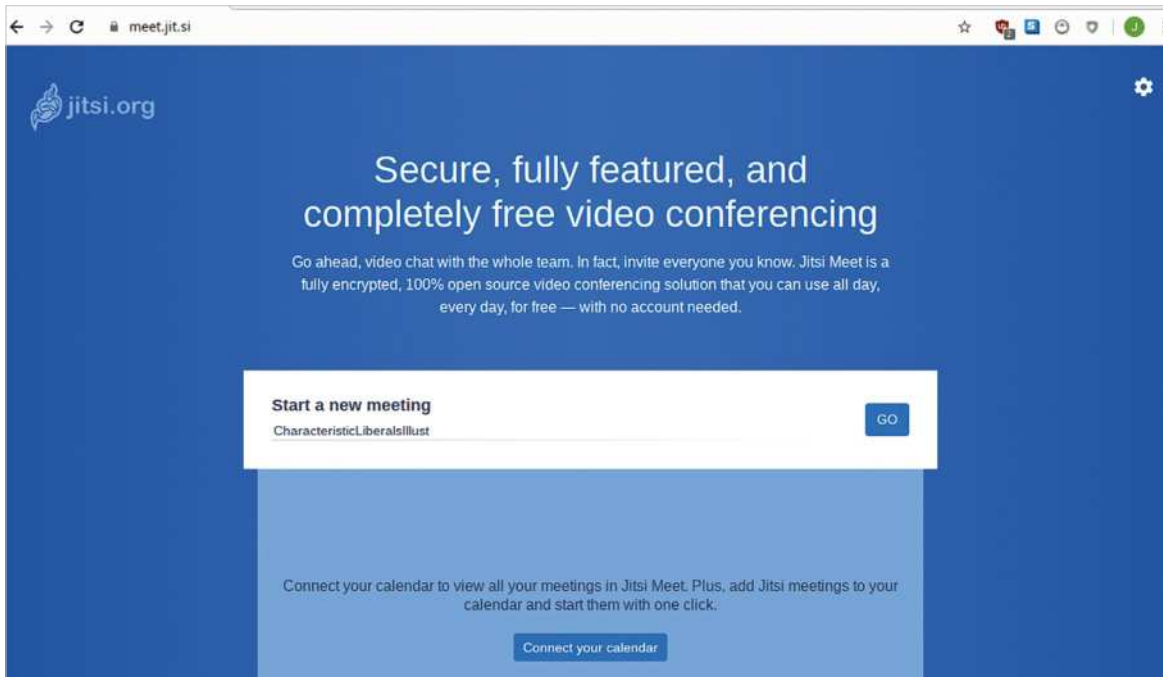 meet.jit.si
2
S
J
jitsi.org
Secure, fully featured, and
completely free video conferencing
Go ahead, video chat with the whole team. In fact, invite everyone you know. Jitsi Meet is a
fully encrypted, 100% open source video conferencing solution that you can use all day,
every day, for free — with no account needed.
Start a new meeting
CharacteristicLiberalsIllust
GO
Connect your calendar to view all your meetings in Jitsi Meet. Plus, add Jitsi meetings to your
calendar and start them with one click.
Connect your calendar